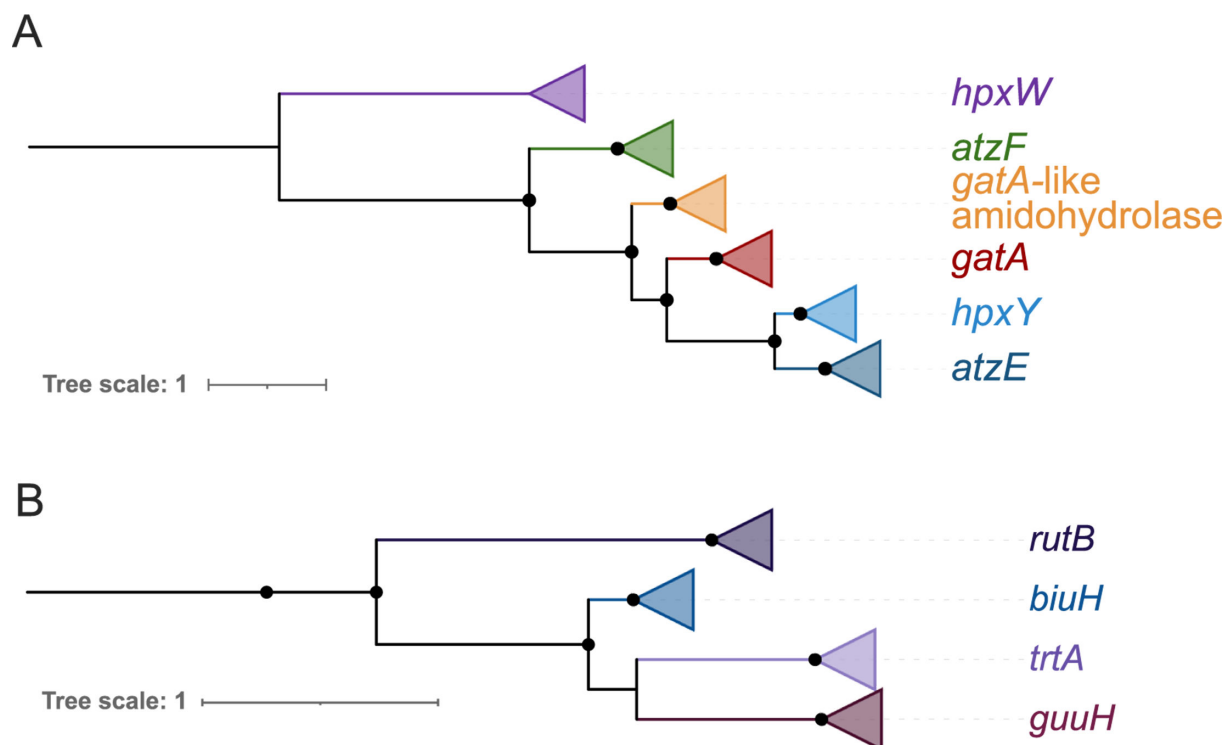 A
hpxW
atzF
gatA-like
amidohydrolase
gatA
hpxY
atzE
Tree scale: 1
B
rutB
biuH
trtA
guuH
Tree scale: 1